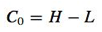 C₀ = H − L